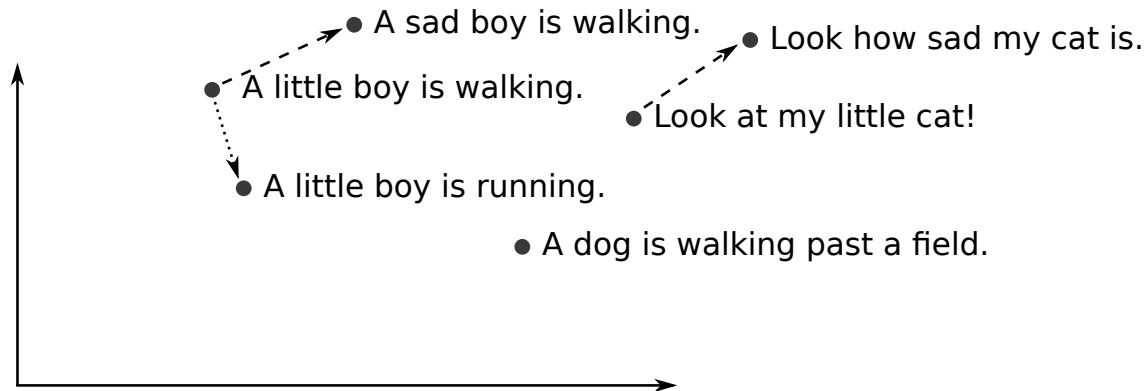 A sad boy is walking.
Look how sad my cat is.
A little boy is walking.
Look at my little cat!
A little boy is running.
A dog is walking past a field.